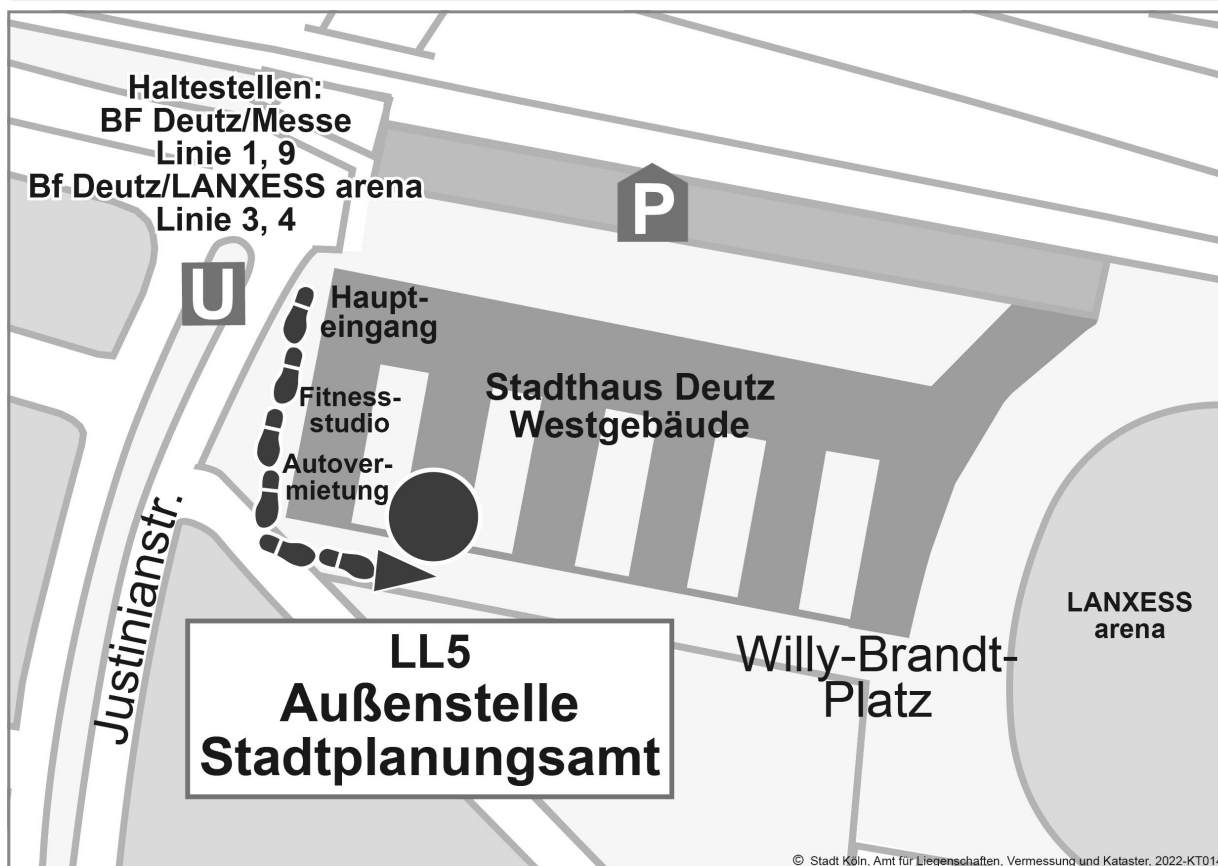 Haltestellen:
BF Deutz/Messe
Linie 1, 9
Bf Deutz/LANXESS arena
Linie 3, 4
U
P
Haupt-
eingang
Fitness-
studio
Autover-
mietung
Stadthaus Deutz
Westgebäude
Justinianstr.
LL5
Außenstelle
Stadtplanungsamt
Willy-Brandt-
Platz
LANXESS
arena
© Stadt Köln, Amt für Liegenschaften, Vermessung und Kataster, 2022-KT01